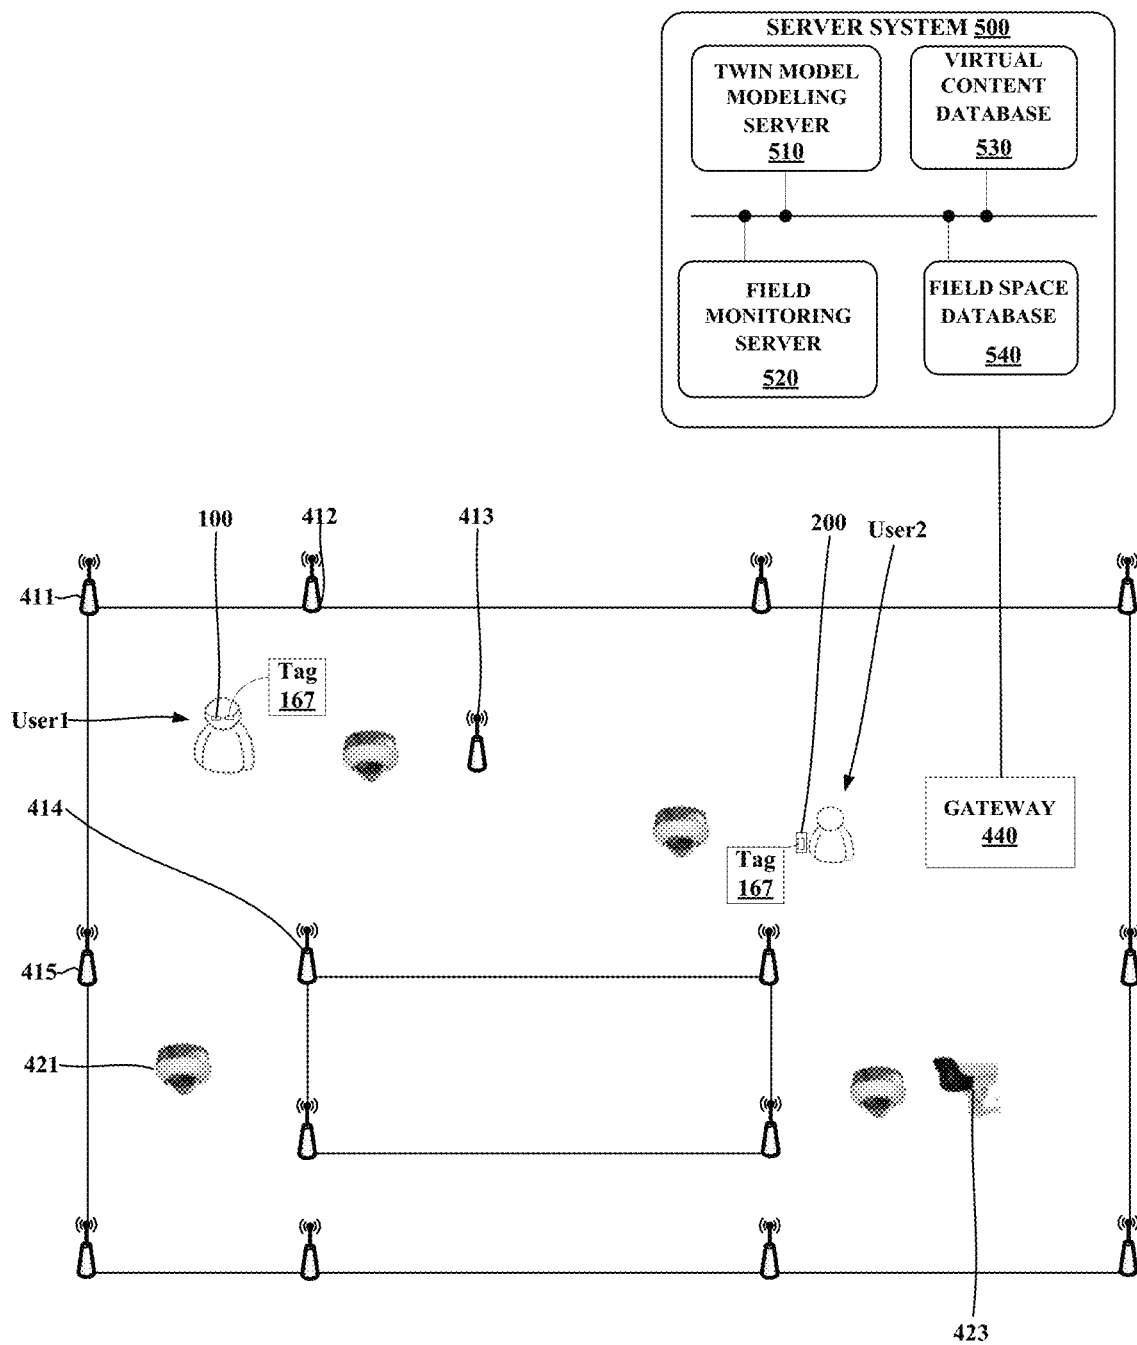 SERVER SYSTEM 500
TWIN MODEL
MODELING
SERVER
510
VIRTUAL
CONTENT
DATABASE
530
FIELD
MONITORING
SERVER
520
FIELD SPACE
DATABASE
540
100
412
413
200
User2
411
Tag
167
User1
414
GATEWAY
440
Tag
167
415
421
423